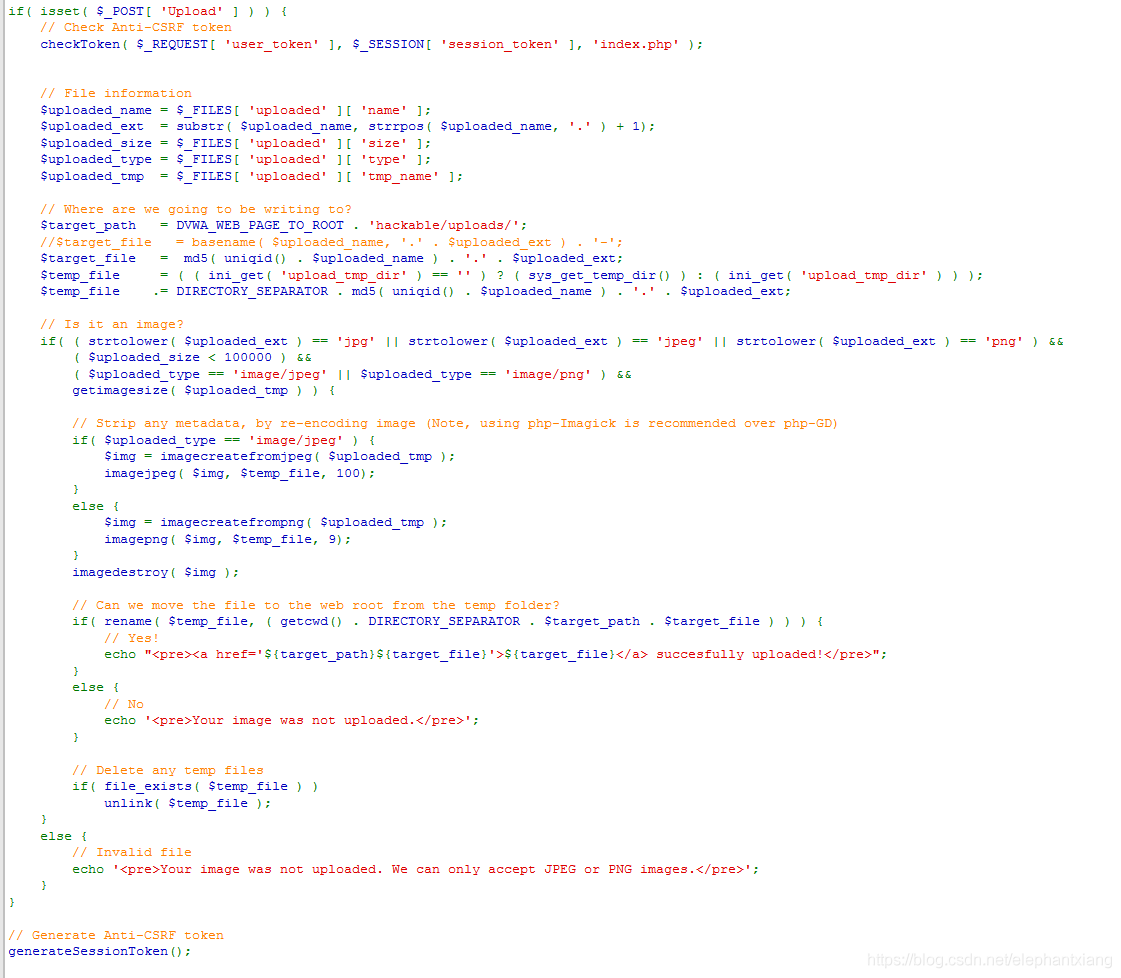 if( isset( $_POST[ 'Upload' ] ) ) {
    // Check Anti-CSRF token
    checkToken( $_REQUEST[ 'user_token' ], $_SESSION[ 'session_token' ], 'index.php' );


    // File information
    $uploaded_name = $_FILES[ 'uploaded' ][ 'name' ];
    $uploaded_ext  = substr( $uploaded_name, strrpos( $uploaded_name, '.' ) + 1);
    $uploaded_size = $_FILES[ 'uploaded' ][ 'size' ];
    $uploaded_type = $_FILES[ 'uploaded' ][ 'type' ];
    $uploaded_tmp  = $_FILES[ 'uploaded' ][ 'tmp_name' ];

    // Where are we going to be writing to?
    $target_path   = DVWA_WEB_PAGE_TO_ROOT . 'hackable/uploads/';
    //$target_file   = basename( $uploaded_name, '.' . $uploaded_ext ) . '-';
    $target_file   =  md5( uniqid() . $uploaded_name ) . '.' . $uploaded_ext;
    $temp_file     = ( ( ini_get( 'upload_tmp_dir' ) == '' ) ? ( sys_get_temp_dir() ) : ( ini_get( 'upload_tmp_dir' ) ) );
    $temp_file    .= DIRECTORY_SEPARATOR . md5( uniqid() . $uploaded_name ) . '.' . $uploaded_ext;

    // Is it an image?
    if( ( strtolower( $uploaded_ext ) == 'jpg' || strtolower( $uploaded_ext ) == 'jpeg' || strtolower( $uploaded_ext ) == 'png' ) &&
        ( $uploaded_size < 100000 ) &&
        ( $uploaded_type == 'image/jpeg' || $uploaded_type == 'image/png' ) &&
        getimagesize( $uploaded_tmp ) ) {

        // Strip any metadata, by re-encoding image (Note, using php-Imagick is recommended over php-GD)
        if( $uploaded_type == 'image/jpeg' ) {
            $img = imagecreatefromjpeg( $uploaded_tmp );
            imagejpeg( $img, $temp_file, 100);
        }
        else {
            $img = imagecreatefrompng( $uploaded_tmp );
            imagepng( $img, $temp_file, 9);
        }
        imagedestroy( $img );

        // Can we move the file to the web root from the temp folder?
        if( rename( $temp_file, ( getcwd() . DIRECTORY_SEPARATOR . $target_path . $target_file ) ) ) {
            // Yes!
            echo "<pre><a href='${target_path}${target_file}'>${target_file}</a> succesfully uploaded!</pre>";
        }
        else {
            // No
            echo '<pre>Your image was not uploaded.</pre>';
        }

        // Delete any temp files
        if( file_exists( $temp_file ) )
            unlink( $temp_file );
    }
    else {
        // Invalid file
        echo '<pre>Your image was not uploaded. We can only accept JPEG or PNG images.</pre>';
    }
}

// Generate Anti-CSRF token
generateSessionToken();
https://blog.csdn.net/elephantxiang